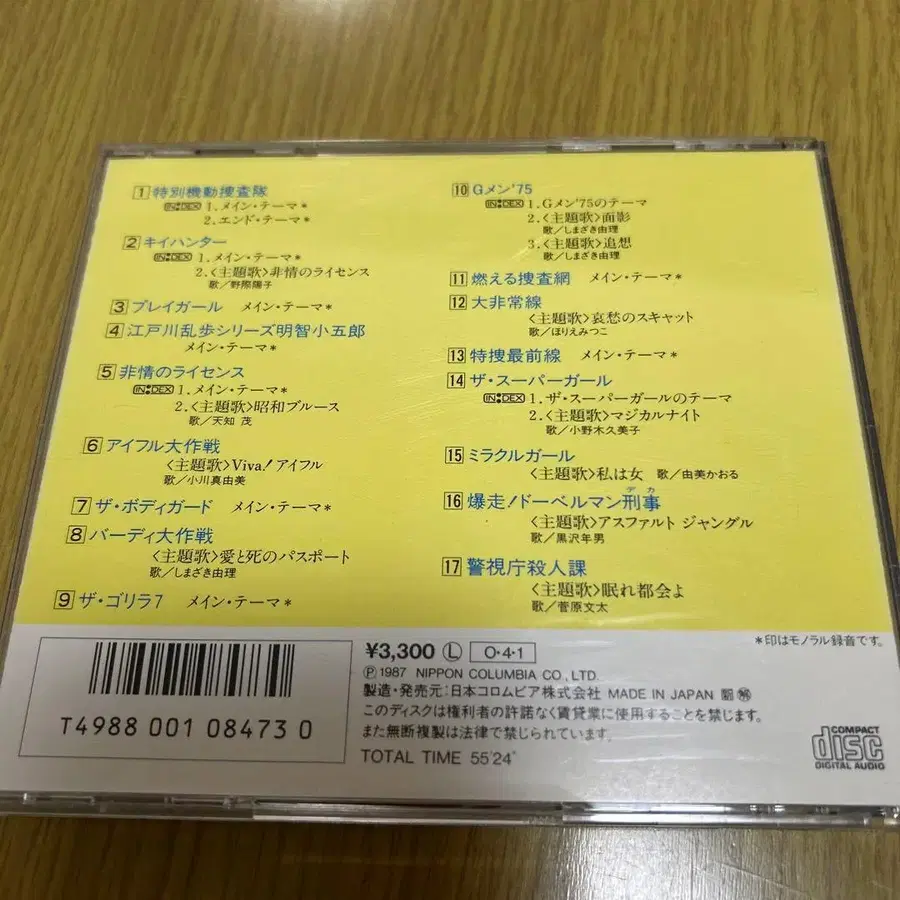 1 特別機動捜査隊
IN:DEX 1. メイン・テーマ*
2. エンド・テーマ*
2 キイハンター
IN:DEX 1. メイン・テーマ*
2.〈主題歌〉非情のライセンス
歌/野際陽子
3 プレイガール メイン・テーマ*
4 江戸川乱歩シリーズ明智小五郎
メイン・テーマ*
5 非情のライセンス
IN:DEX 1. メイン・テーマ*
2.〈主題歌〉昭和ブルース
歌/天知 茂
6 アイフル大作戦
〈主題歌〉Viva! アイフル
歌/小川真由美
7 ザ・ボディガード メイン・テーマ*
8 バーディ大作戦
〈主題歌〉愛と死のパスポート
歌/しまざき由理
9 ザ・ゴリラ7 メイン・テーマ*
10 Gメン'75
IN:DEX 1. Gメン'75のテーマ
2.〈主題歌〉面影
歌/しまざき由理
3.〈主題歌〉追想
歌/しまざき由理
11 燃える捜査網 メイン・テーマ*
12 大非常線
〈主題歌〉哀愁のスキャット
歌/ほりえみつこ
13 特捜最前線 メイン・テーマ*
14 ザ・スーパーガール
IN:DEX 1. ザ・スーパーガールのテーマ
2.〈主題歌〉マジカルナイト
歌/小野木久美子
15 ミラクルガール
〈主題歌〉私は女 歌/由美かおる
デカ
16 爆走!ドーベルマン刑事
〈主題歌〉アスファルト ジャングル
歌/黒沢年男
17 警視庁殺人課
〈主題歌〉眠れ都会よ
歌/菅原文太
*印はモノラル録音です。
T4988 001 08473 0
¥3,300 Ⓛ O・4・1
Ⓟ 1987 NIPPON COLUMBIA CO., LTD.
製造・発売元:日本コロムビア株式会社 MADE IN JAPAN
このディスクは権利者の許諾なく賃貸業に使用することを禁じます。
また無断複製は法律で禁じられています。
TOTAL TIME 55'24"
COMPACT
disc
DIGITAL AUDIO